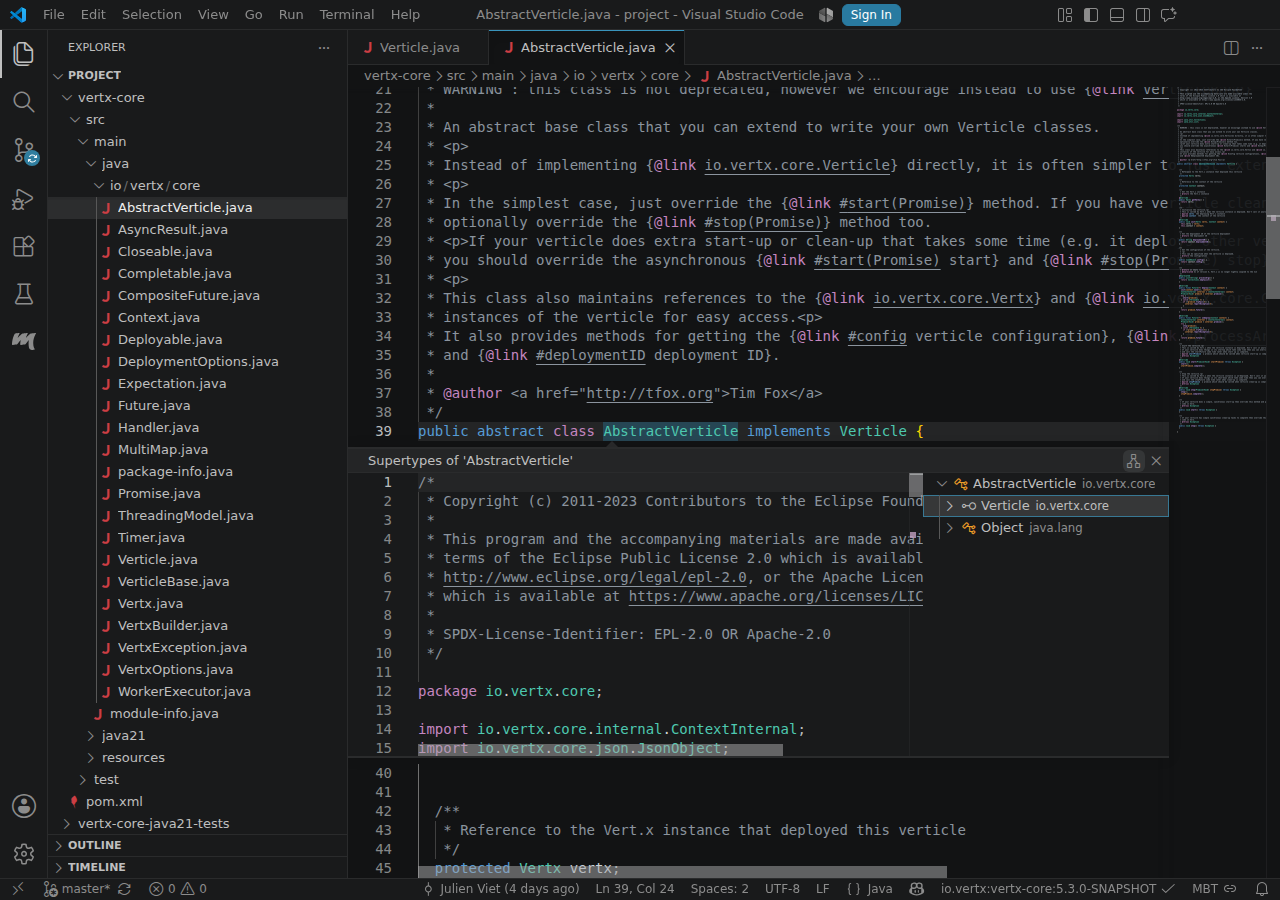 File Edit Selection View Go Run Terminal Help AbstractVerticle.java - project - Visual Studio Code Sign In
EXPLORER
PROJECT
vertx-core
src
main
java
io/vertx/core
AbstractVerticle.java
AsyncResult.java
Closeable.java
Completable.java
CompositeFuture.java
Context.java
Deployable.java
DeploymentOptions.java
Expectation.java
Future.java
Handler.java
MultiMap.java
package-info.java
Promise.java
ThreadingModel.java
Timer.java
Verticle.java
VerticleBase.java
Vertx.java
VertxBuilder.java
VertxException.java
VertxOptions.java
WorkerExecutor.java
module-info.java
java21
resources
test
pom.xml
vertx-core-java21-tests
OUTLINE
TIMELINE
Verticle.java AbstractVerticle.java
vertx-core > src > main > java > io > vertx > core > AbstractVerticle.java > ...
21 * WARNING : this class is not deprecated, however we encourage instead to use {@link Ver
22 *
23 * An abstract base class that you can extend to write your own Verticle classes.
24 * <p>
25 * Instead of implementing {@link io.vertx.core.Verticle} directly, it is often simpler t
26 * <p>
27 * In the simplest case, just override the {@link #start(Promise)} method. If you have ve
28 * optionally override the {@link #stop(Promise)} method too.
29 * <p>If your verticle does extra start-up or clean-up that takes some time (e.g. it depl
30 * you should override the asynchronous {@link #start(Promise) start} and {@link #stop(Pr
31 * <p>
32 * This class also maintains references to the {@link io.vertx.core.Vertx} and {@link io.
33 * instances of the verticle for easy access.<p>
34 * It also provides methods for getting the {@link #config verticle configuration}, {@link
35 * and {@link #deploymentID deployment ID}.
36 *
37 * @author <a href="http://tfox.org">Tim Fox</a>
38 */
39 public abstract class AbstractVerticle implements Verticle {
Supertypes of 'AbstractVerticle'
1 /*
2 * Copyright (c) 2011-2023 Contributors to the Eclipse Found
3 *
4 * This program and the accompanying materials are made avai
5 * terms of the Eclipse Public License 2.0 which is availabl
6 * http://www.eclipse.org/legal/epl-2.0, or the Apache Licen
7 * which is available at https://www.apache.org/licenses/LIC
8 *
9 * SPDX-License-Identifier: EPL-2.0 OR Apache-2.0
10 */
11
12 package io.vertx.core;
13
14 import io.vertx.core.internal.ContextInternal;
15 import io.vertx.core.json.JsonObject;
AbstractVerticle io.vertx.core
Verticle io.vertx.core
Object java.lang
40
41
42 /**
43 * Reference to the Vert.x instance that deployed this verticle
44 */
45 protected Vertx vertx;
master* 0 0 Julien Viet (4 days ago) Ln 39, Col 24 Spaces: 2 UTF-8 LF { } Java io.vertx:vertx-core:5.3.0-SNAPSHOT MBT